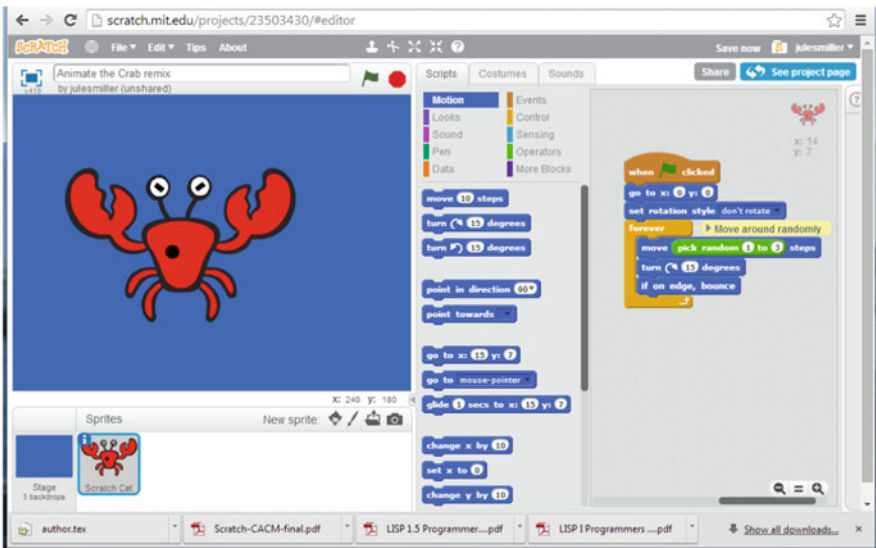 scratch.mit.edu/projects/23503430/#editor
SCRATCH File Edit Tips About Save now julesmiller
Animate the Crab remix
v419 by julesmiller (unshared)
Scripts Costumes Sounds
Share See project page
Motion Events
Looks Control
Sound Sensing
Pen Operators
Data More Blocks
move 10 steps
turn 15 degrees
turn 15 degrees
point in direction 90
point towards
go to x: 15 y: 7
go to mouse-pointer
glide 1 secs to x: 15 y: 7
change x by 10
set x to 0
change y by 10
x: 14
y: 7
when clicked
go to x: 0 y: 0
set rotation style don't rotate
forever Move around randomly
move pick random 1 to 3 steps
turn 15 degrees
if on edge, bounce
x: 240 y: 180
Sprites New sprite:
Stage
3 backdrops
Scratch Cat
author.tex Scratch-CACM-final.pdf LISP 1.5 Programmer....pdf LISP I Programmers ....pdf Show all downloads...